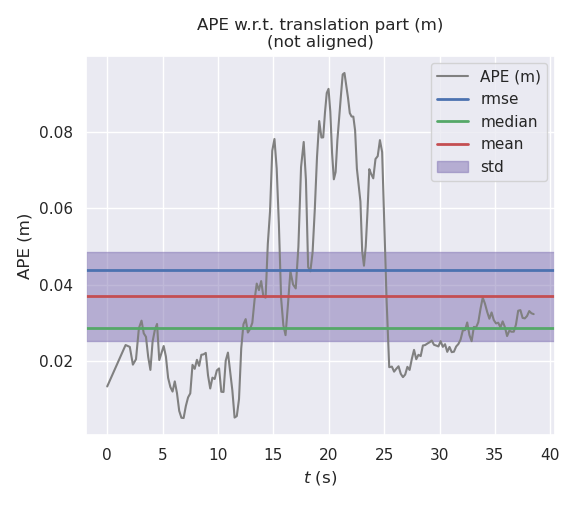 APE w.r.t. translation part (m)
(not aligned)
APE (m)
rmse
median
mean
std
APE (m)
0.08
0.06
0.04
0.02
0 5 10 15 20 25 30 35 40
t (s)